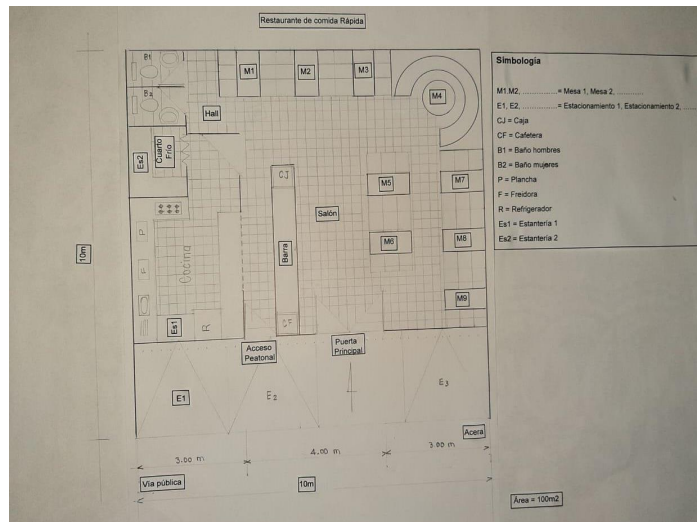 Restaurante de comida Rápida
B1
M1
M2
M3
M4
B2
Hall
Es2
Cuarto
Frío
CJ
M5
M7
Salón
P
Cocina
Barra
M6
M8
F
M9
Es1
R
Acceso
Peatonal
Puerta
Principal
E1
E2
E3
Acera
10m
3.00 m
4.00 m
3.00 m
Vía pública
10m
Área = 100m2
Simbología
M1 M2, ................= Mesa 1, Mesa 2, ........
E1, E2, ................= Estacionamiento 1, Estacionamiento 2, ....
CJ = Caja
CF = Cafetera
B1 = Baño hombres
B2 = Baño mujeres
P = Plancha
F = Freidora
R = Refrigerador
Es1 = Estantería 1
Es2 = Estantería 2